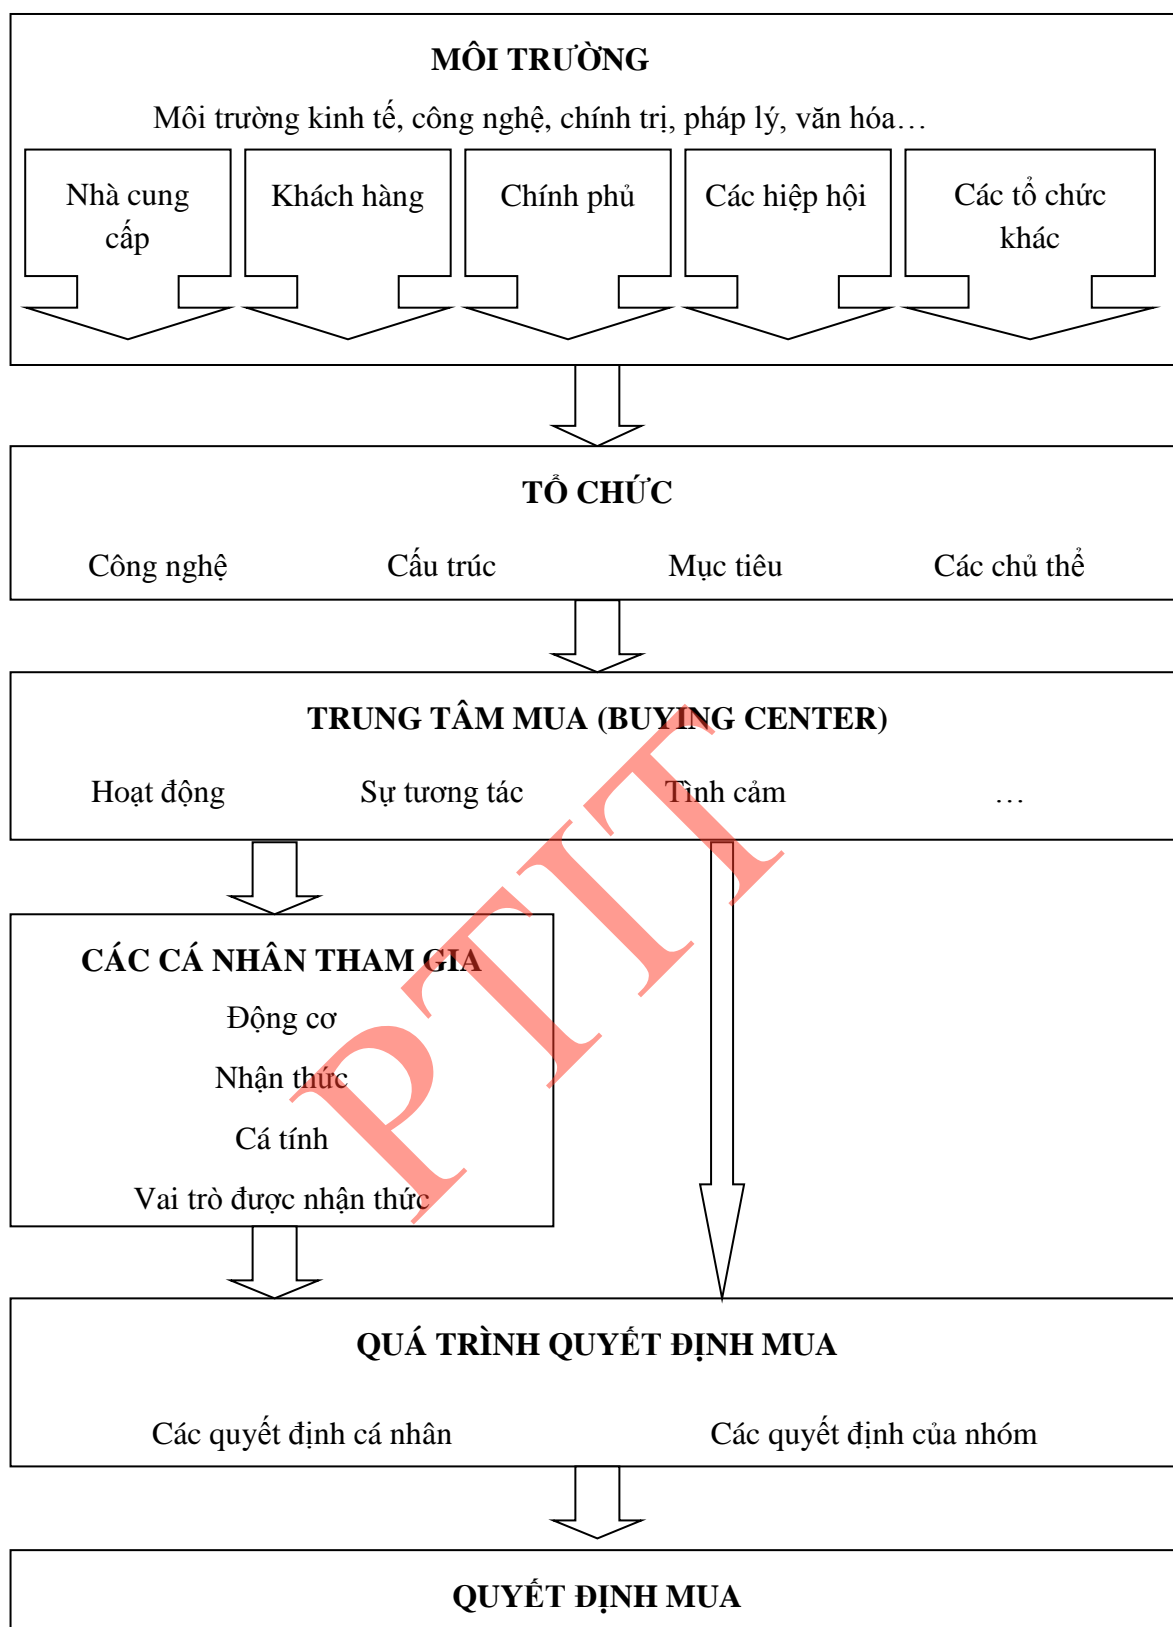 MÔI TRƯỜNG
Môi trường kinh tế, công nghệ, chính trị, pháp lý, văn hóa…
Nhà cung
cấp
Khách hàng
Chính phủ
Các hiệp hội
Các tổ chức
khác
TỔ CHỨC
Công nghệ
Cấu trúc
Mục tiêu
Các chủ thể
TRUNG TÂM MUA (BUYING CENTER)
Hoạt động
Sự tương tác
Tình cảm
…
CÁC CÁ NHÂN THAM GIA
Động cơ
Nhận thức
Cá tính
Vai trò được nhận thức
PTIT
QUÁ TRÌNH QUYẾT ĐỊNH MUA
Các quyết định cá nhân
Các quyết định của nhóm
QUYẾT ĐỊNH MUA